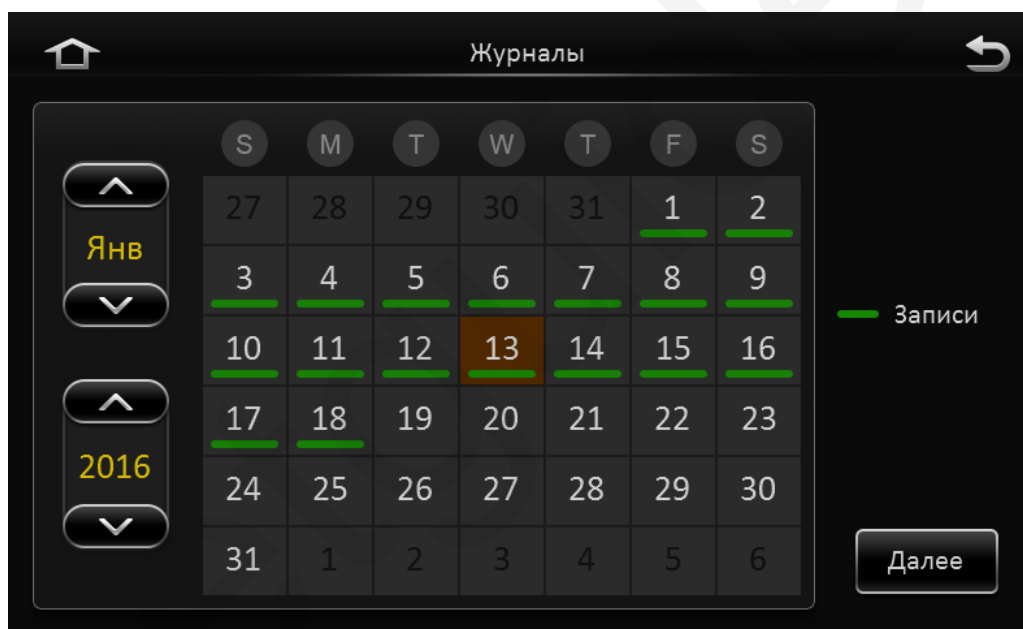 Журналы
S M T W T F S
27 28 29 30 31 1 2
Янв
3 4 5 6 7 8 9
Записи
10 11 12 13 14 15 16
17 18 19 20 21 22 23
2016
24 25 26 27 28 29 30
31 1 2 3 4 5 6
Далее